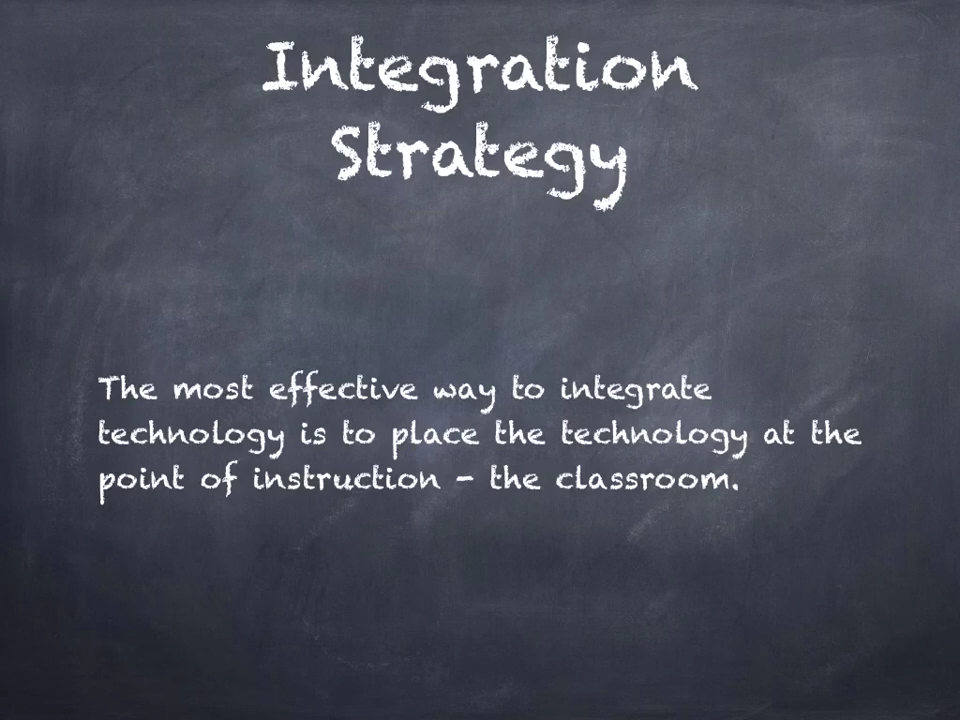 Integration
Strategy
The most effective way to integrate
technology is to place the technology at the
point of instruction - the classroom.